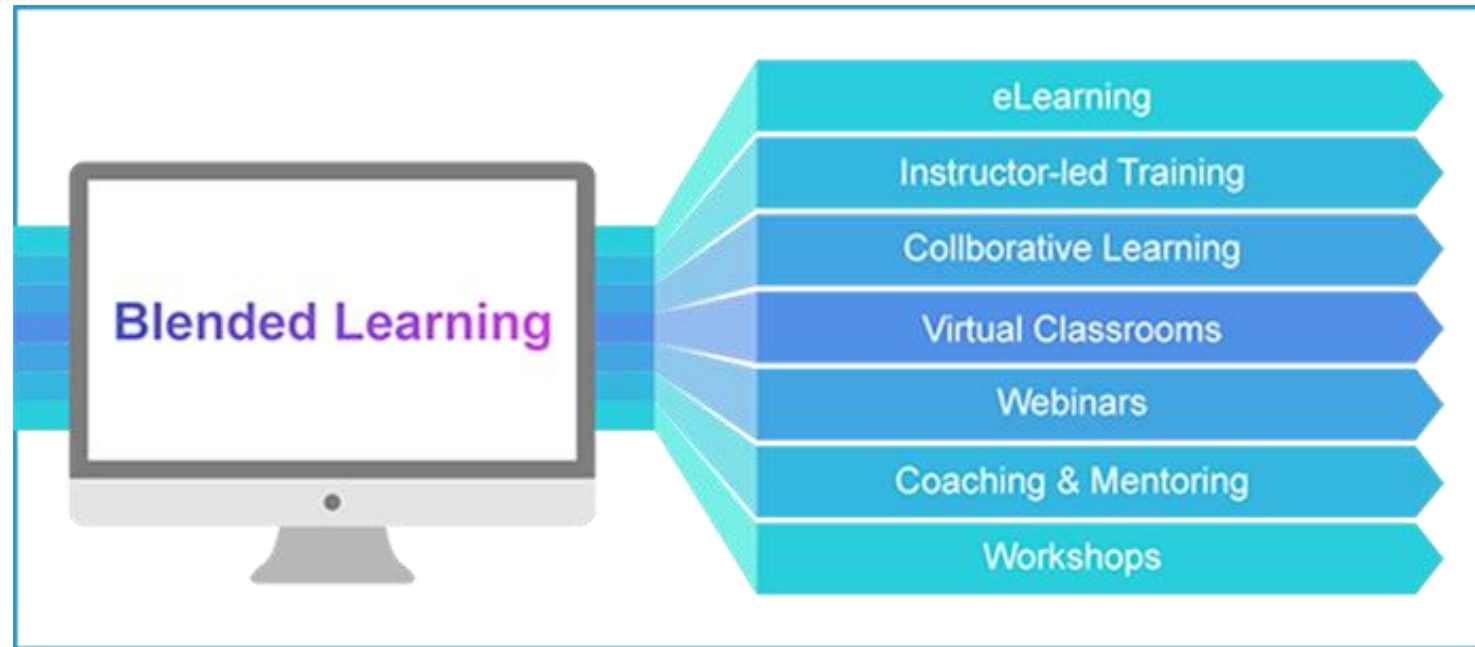 Blended Learning
eLearning
Instructor-led Training
Collborative Learning
Virtual Classrooms
Webinars
Coaching & Mentoring
Workshops